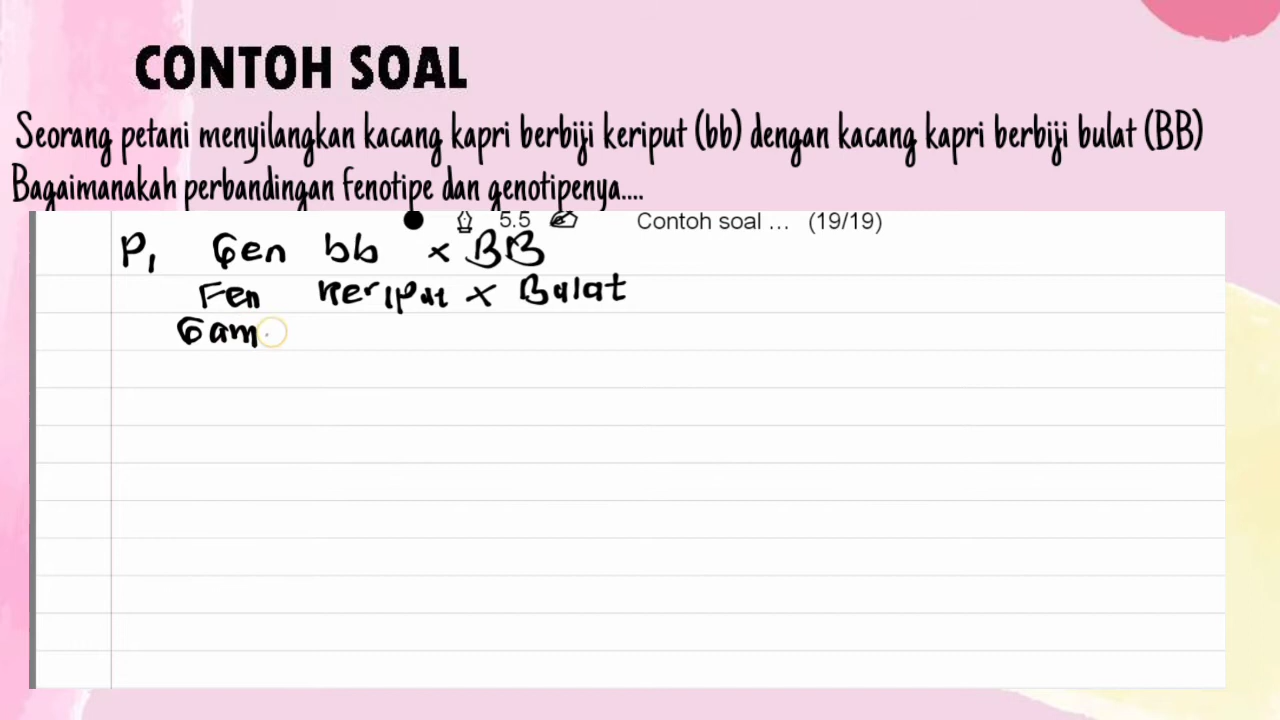 CONTOH SOAL
Seorang petani menyilangkan kacang kapri berbiji keriput (bb) dengan kacang kapri berbiji bulat (BB)
Bagaimanakah perbandingan fenotipe dan genotipenya....
5.5 Contoh soal ... (19/19)
P1 Gen bb x BB
Fen Keriput x Bulat
Gam